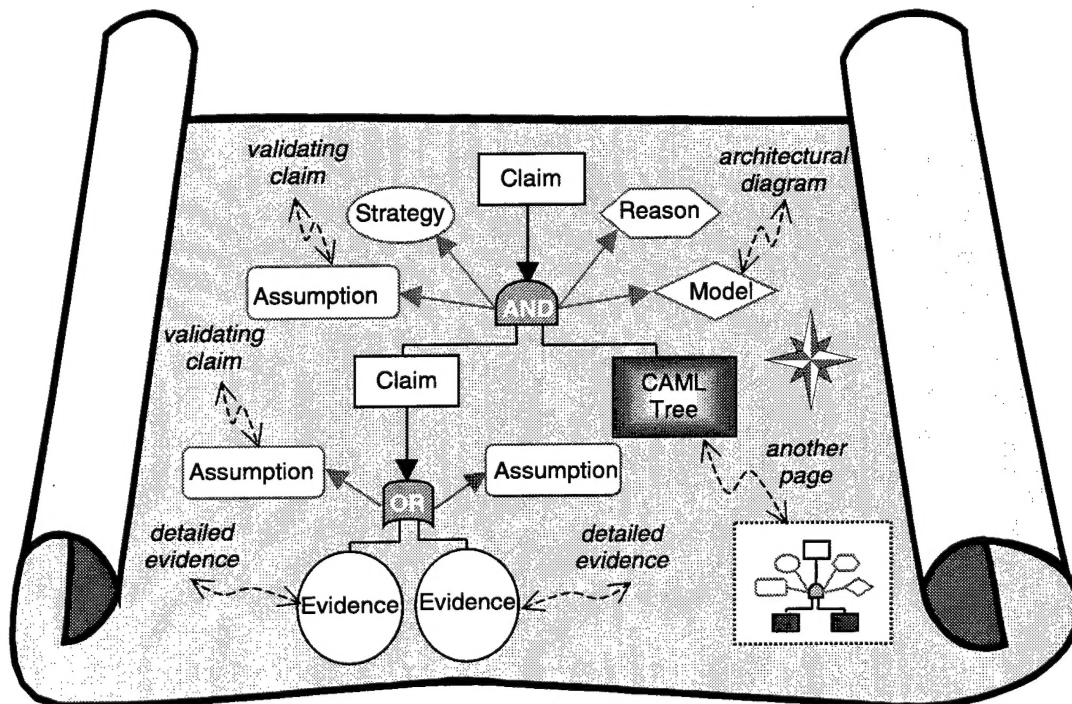 validating
claim
Claim
architectural
diagram
Strategy
Reason
Assumption
AND
Model
validating
claim
Claim
CAML
Tree
another
page
Assumption
Assumption
OR
detailed
evidence
detailed
evidence
Evidence
Evidence